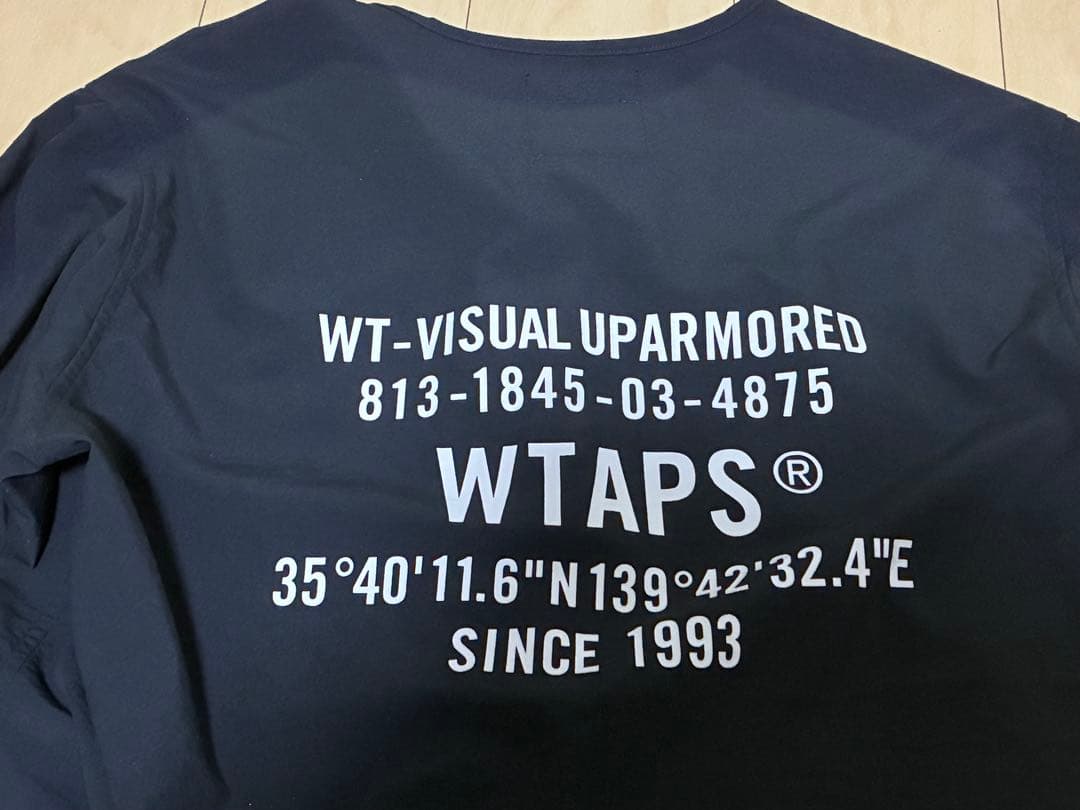 WT-VISUAL UPARMORED
813-1845-03-4875
WTAPS®
35°40'11.6"N 139°42'32.4"E
SINCE 1993